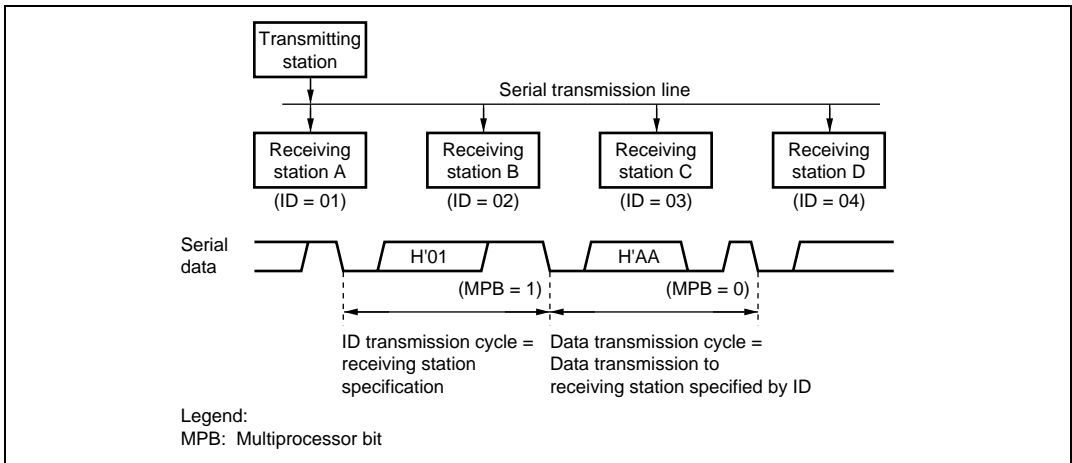 Transmitting
station
Serial transmission line
Receiving
station A
Receiving
station B
Receiving
station C
Receiving
station D
(ID = 01)
(ID = 02)
(ID = 03)
(ID = 04)
Serial
data
H'01
H'AA
(MPB = 1)
(MPB = 0)
ID transmission cycle =
receiving station
specification
Data transmission cycle =
Data transmission to
receiving station specified by ID
Legend:
MPB: Multiprocessor bit